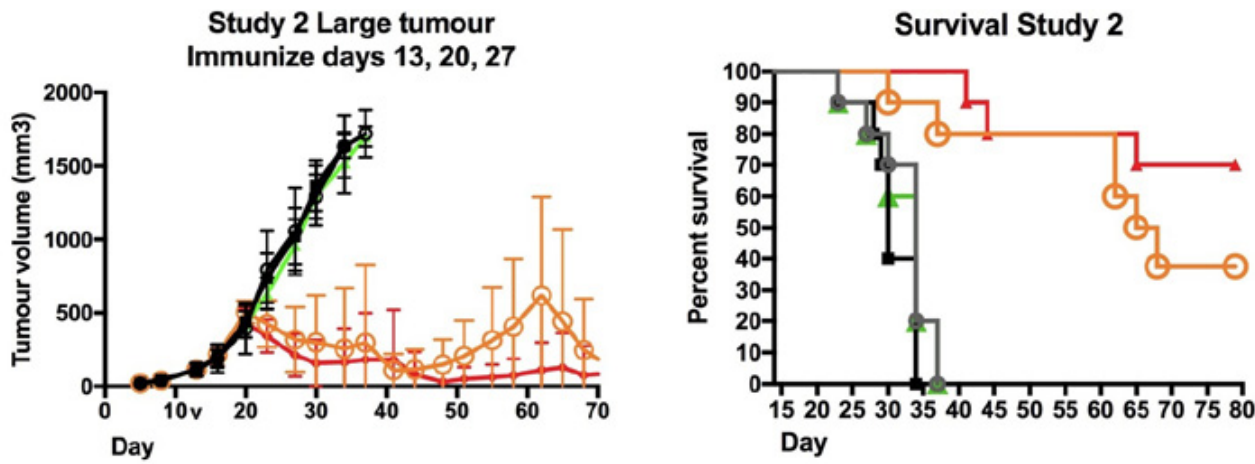 Study 2 Large tumour
Immunize days 13, 20, 27
Tumour volume (mm3)
2000
1500
1000
500
0
0 10 v 20 30 40 50 60 70
Day
Survival Study 2
Percent survival
100
90
80
70
60
50
40
30
20
10
0
15 20 25 30 35 40 45 50 55 60 65 70 75 80
Day